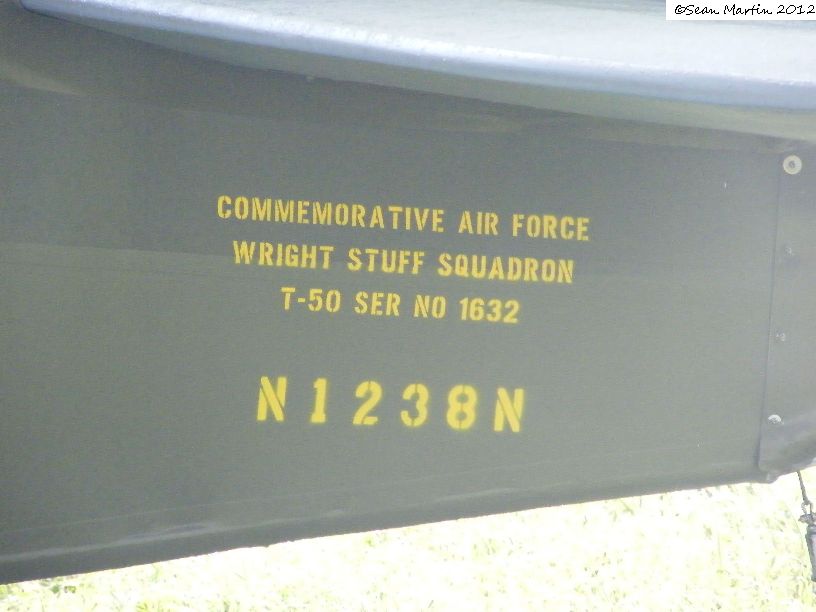 ©Sean Martin 2012
COMMEMORATIVE AIR FORCE
WRIGHT STUFF SQUADRON
T-50 SER NO 1632
N1238N